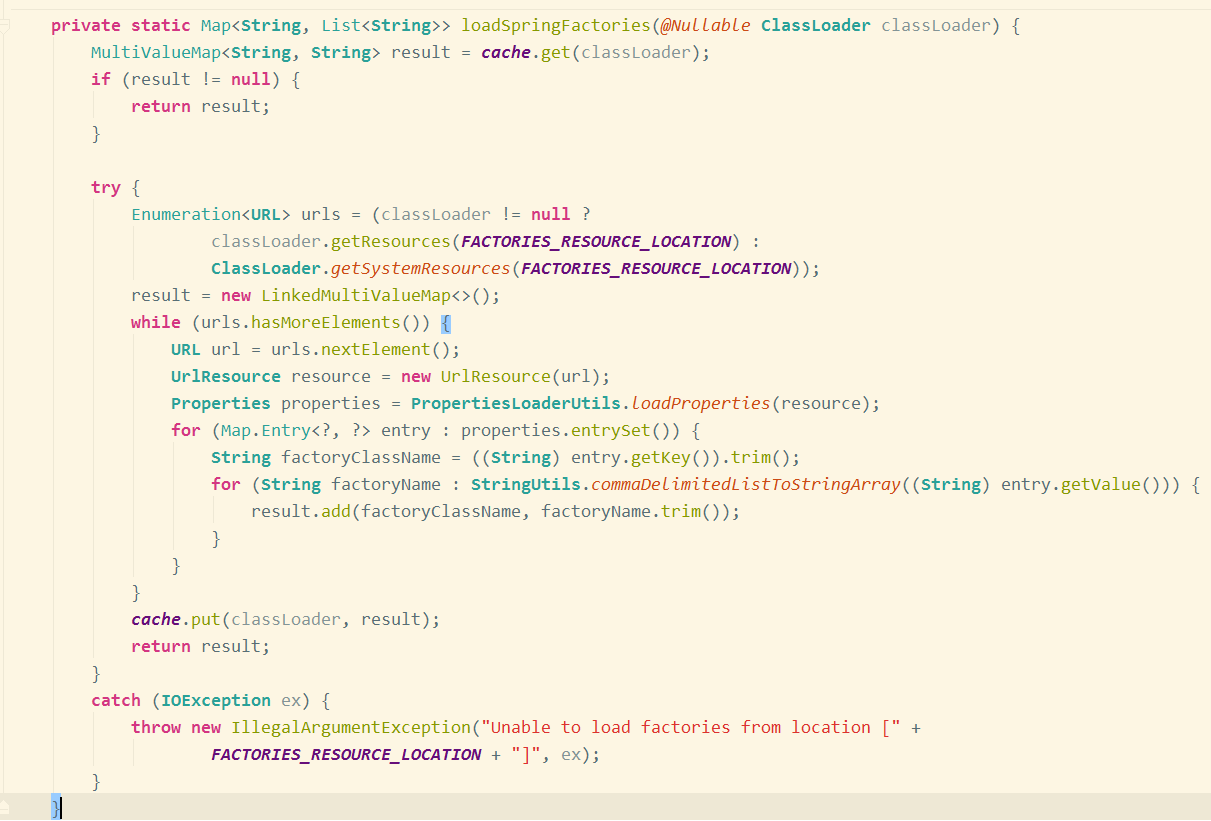 private static Map<String, List<String>> loadSpringFactories(@Nullable ClassLoader classLoader) {
    MultiValueMap<String, String> result = cache.get(classLoader);
    if (result != null) {
        return result;
    }

    try {
        Enumeration<URL> urls = (classLoader != null ?
                classLoader.getResources(FACTORIES_RESOURCE_LOCATION) :
                ClassLoader.getSystemResources(FACTORIES_RESOURCE_LOCATION));
        result = new LinkedMultiValueMap<>();
        while (urls.hasMoreElements()) {
            URL url = urls.nextElement();
            UrlResource resource = new UrlResource(url);
            Properties properties = PropertiesLoaderUtils.loadProperties(resource);
            for (Map.Entry<?, ?> entry : properties.entrySet()) {
                String factoryClassName = ((String) entry.getKey()).trim();
                for (String factoryName : StringUtils.commaDelimitedListToStringArray((String) entry.getValue())) {
                    result.add(factoryClassName, factoryName.trim());
                }
            }
        }
        cache.put(classLoader, result);
        return result;
    }
    catch (IOException ex) {
        throw new IllegalArgumentException("Unable to load factories from location [" +
                FACTORIES_RESOURCE_LOCATION + "]", ex);
    }
}